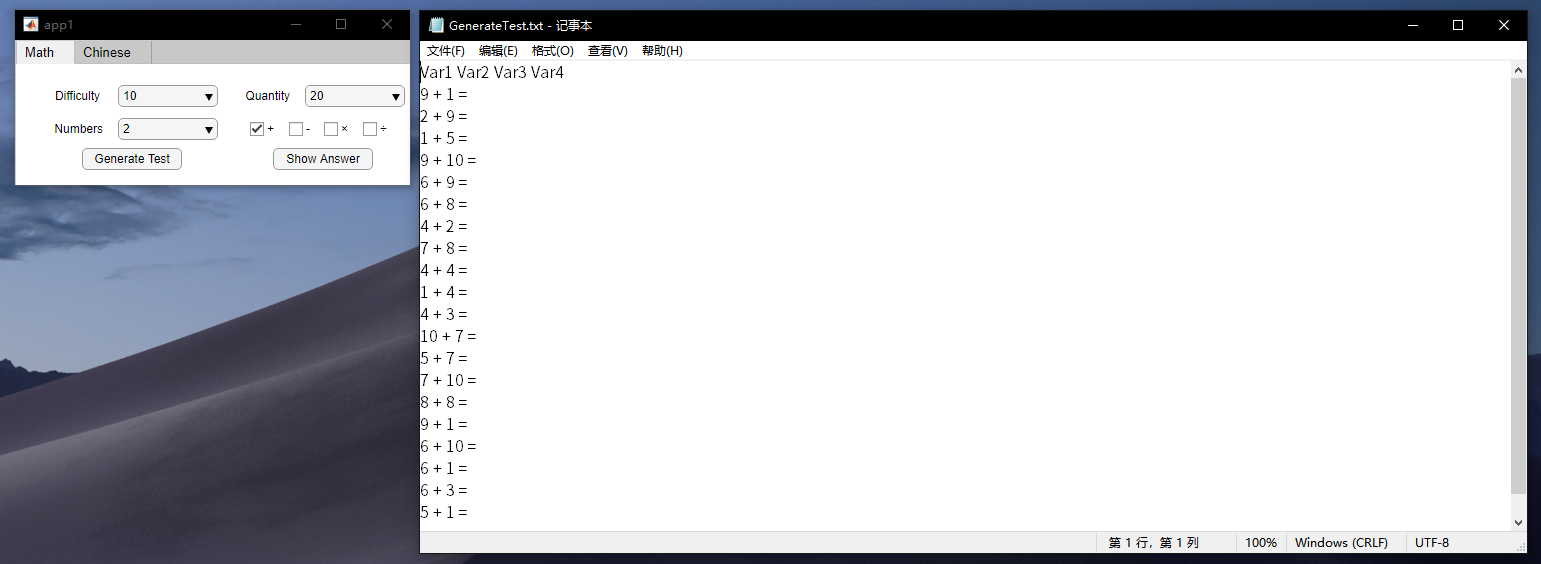 app1
Math Chinese
Difficulty 10 Quantity 20
Numbers 2 + - × ÷
Generate Test Show Answer
GenerateTest.txt - 记事本
文件(F) 编辑(E) 格式(O) 查看(V) 帮助(H)
Var1 Var2 Var3 Var4
9 + 1 =
2 + 9 =
1 + 5 =
9 + 10 =
6 + 9 =
6 + 8 =
4 + 2 =
7 + 8 =
4 + 4 =
1 + 4 =
4 + 3 =
10 + 7 =
5 + 7 =
7 + 10 =
8 + 8 =
9 + 1 =
6 + 10 =
6 + 1 =
6 + 3 =
5 + 1 =
第 1 行，第 1 列 100% Windows (CRLF) UTF-8